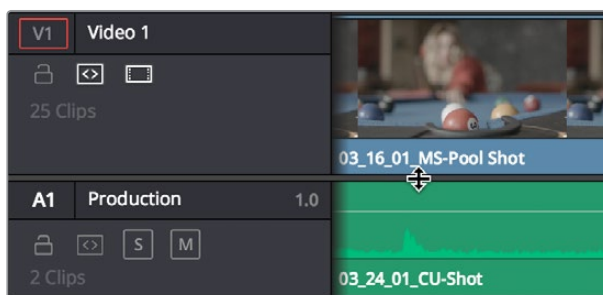 V1 Video 1
25 Clips
03_16_01_MS-Pool Shot
A1 Production 1.0
S M
2 Clips
03_24_01_CU-Shot